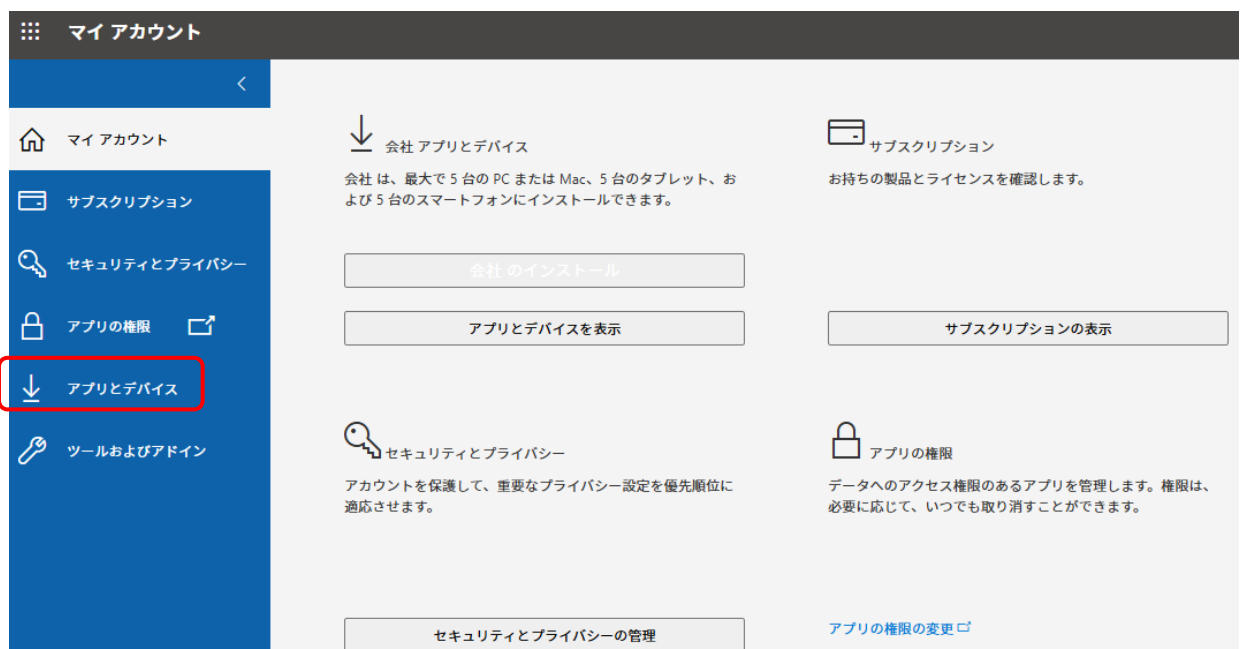 マイ アカウント
マイ アカウント
サブスクリプション
セキュリティとプライバシー
アプリの権限
アプリとデバイス
ツールおよびアドイン
会社 アプリとデバイス
会社 は、最大で 5 台の PC または Mac、5 台のタブレット、お
よび 5 台のスマートフォンにインストールできます。
会社 のインストール
アプリとデバイスを表示
サブスクリプション
お持ちの製品とライセンスを確認します。
サブスクリプションの表示
セキュリティとプライバシー
アカウントを保護して、重要なプライバシー設定を優先順位に
適応させます。
セキュリティとプライバシーの管理
アプリの権限
データへのアクセス権限のあるアプリを管理します。権限は、
必要に応じて、いつでも取り消すことができます。
アプリの権限の変更